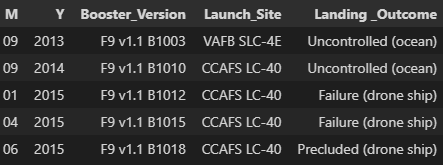 M Y Booster_Version Launch_Site Landing _Outcome
09 2013 F9 v1.1 B1003 VAFB SLC-4E Uncontrolled (ocean)
09 2014 F9 v1.1 B1010 CCAFS LC-40 Uncontrolled (ocean)
01 2015 F9 v1.1 B1012 CCAFS LC-40 Failure (drone ship)
04 2015 F9 v1.1 B1015 CCAFS LC-40 Failure (drone ship)
06 2015 F9 v1.1 B1018 CCAFS LC-40 Precluded (drone ship)